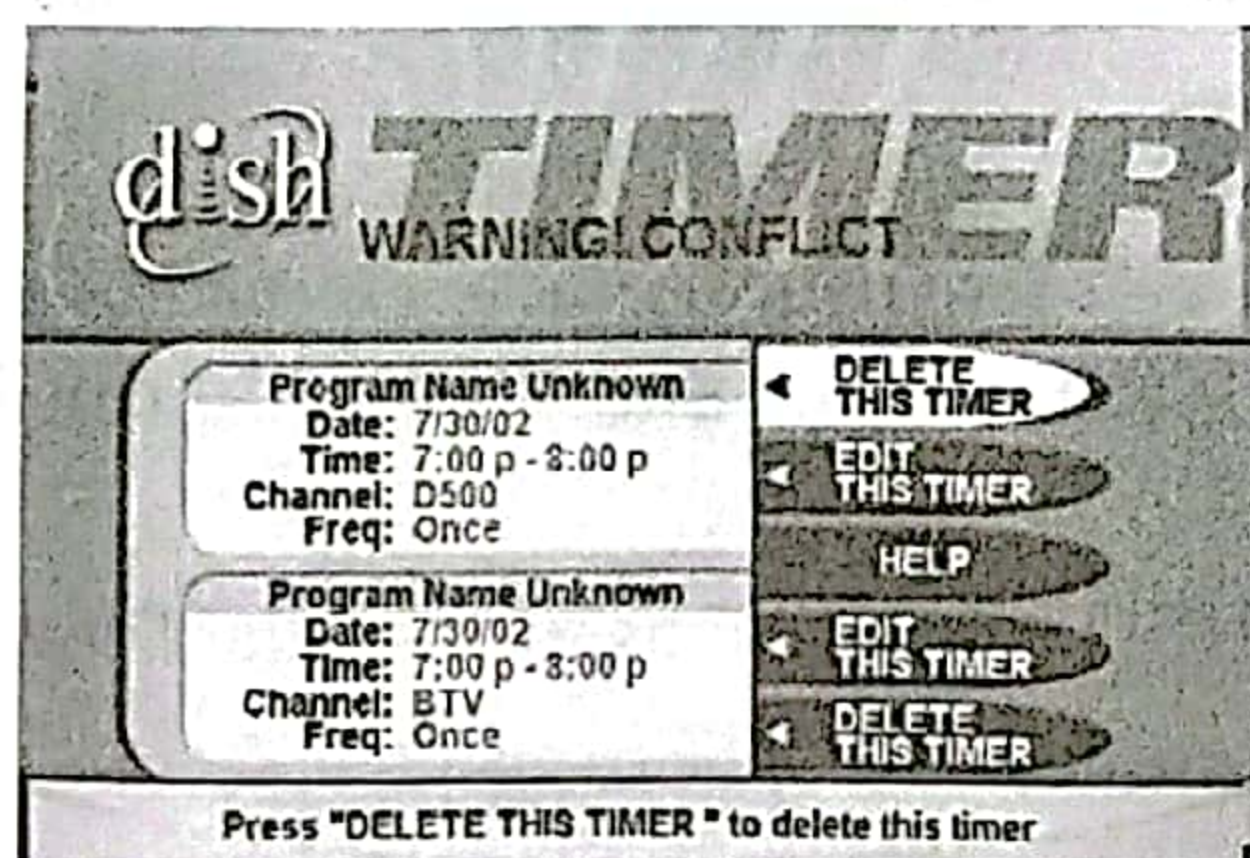 dish TIMER
WARNING! CONFLICT
Program Name Unknown
Date: 7/30/02
Time: 7:00 p - 8:00 p
Channel: D500
Freq: Once
DELETE
THIS TIMER
EDIT
THIS TIMER
HELP
Program Name Unknown
Date: 7/30/02
Time: 7:00 p - 8:00 p
Channel: BTV
Freq: Once
EDIT
THIS TIMER
DELETE
THIS TIMER
Press "DELETE THIS TIMER " to delete this timer